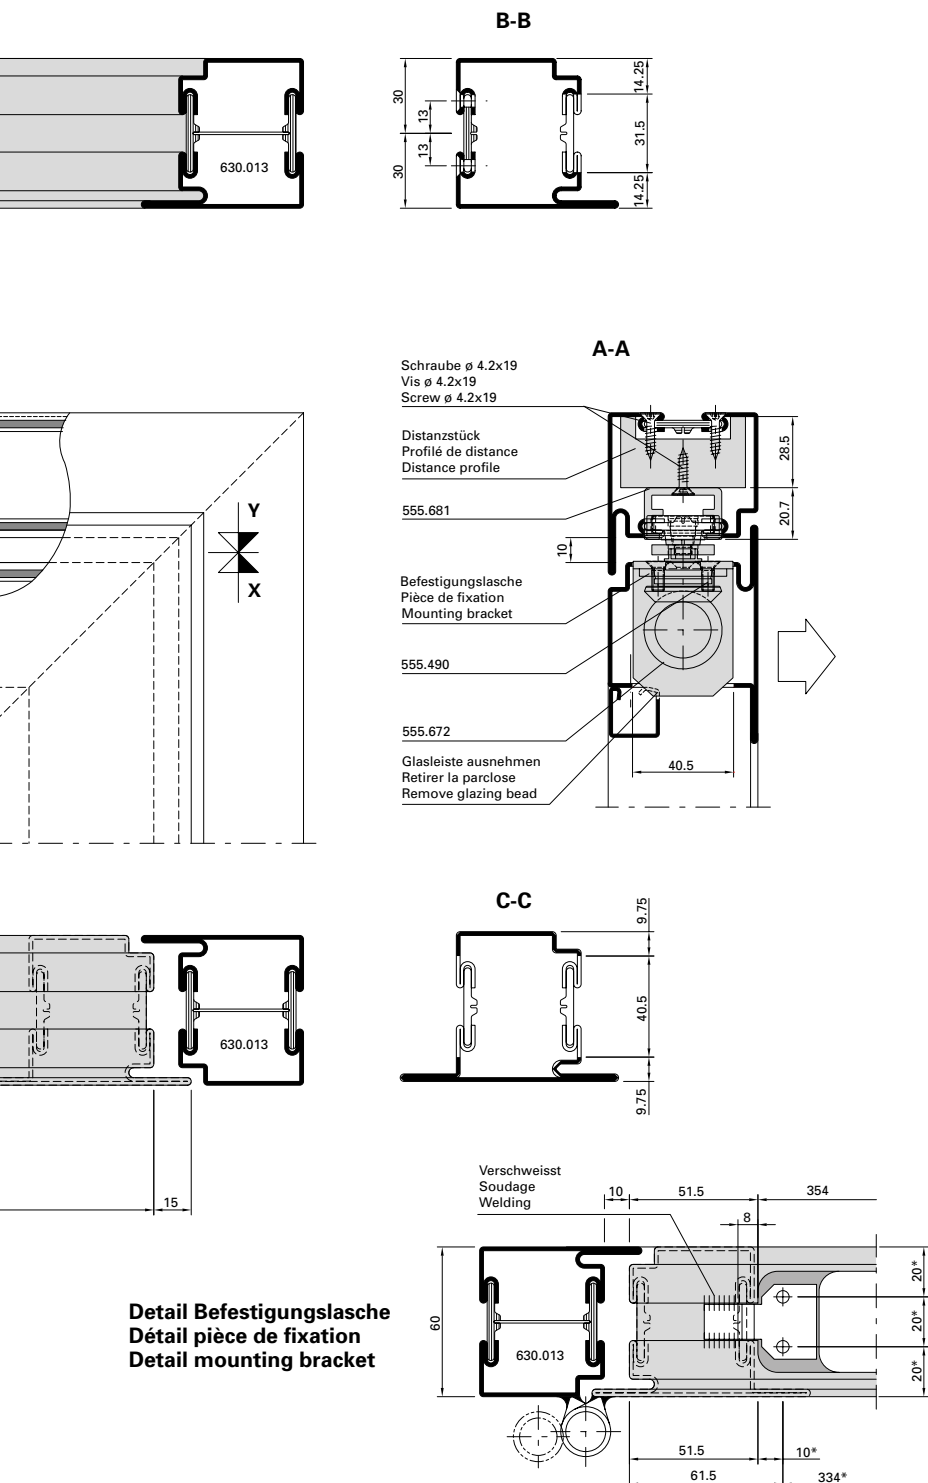 B-B
630.013
30
30
13
13
14.25
31.5
14.25
A-A
Schraube ø 4.2x19
Vis ø 4.2x19
Screw ø 4.2x19
Distanzstück
Profilé de distance
Distance profile
555.681
10
Befestigungslasche
Pièce de fixation
Mounting bracket
555.490
555.672
Glasleiste ausnehmen
Retirer la parclose
Remove glazing bead
28.5
20.7
40.5
Y
X
C-C
630.013
15
9.75
40.5
9.75
Verschweisst
Soudage
Welding
10
51.5
354
8
Detail Befestigungslasche
Détail pièce de fixation
Detail mounting bracket
60
630.013
20*
20*
20*
51.5
10*
61.5
334*